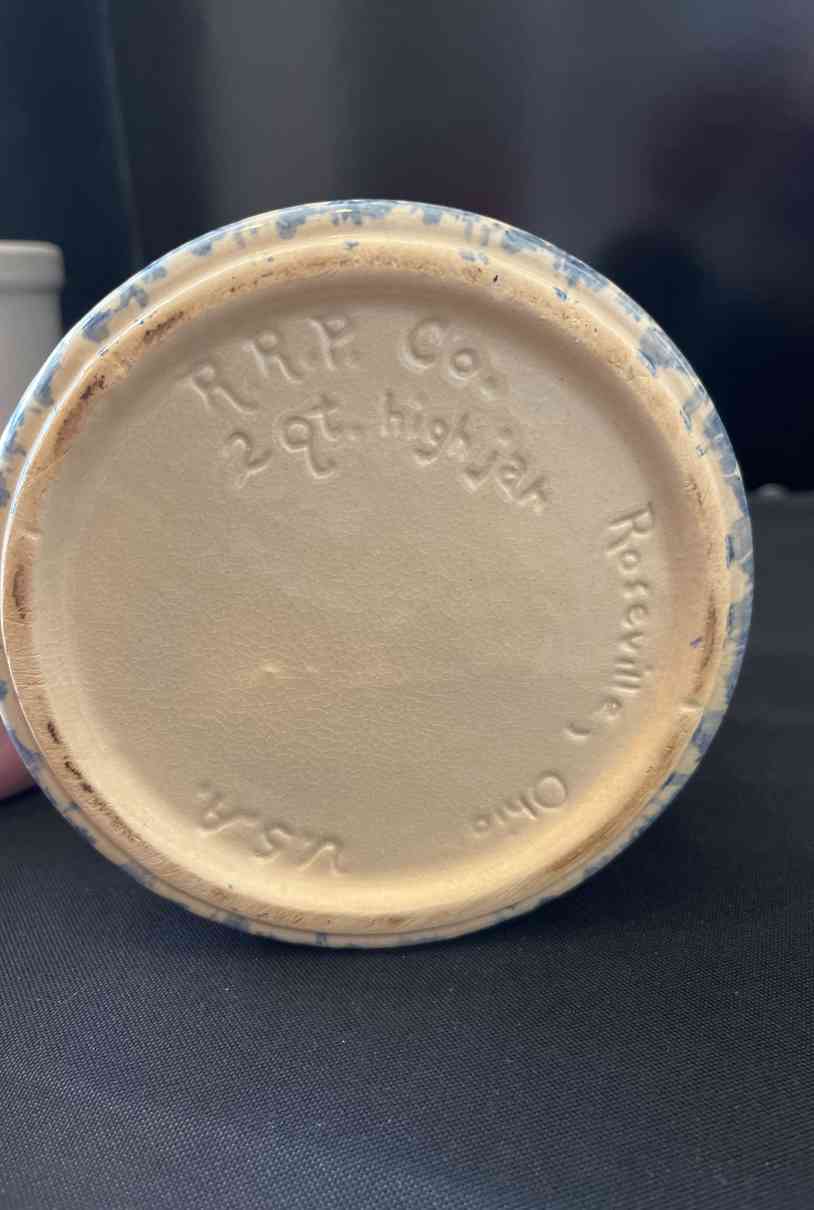 R.R.P. Co.
2 qt. high jar
Roseville, Ohio
U.S.A.